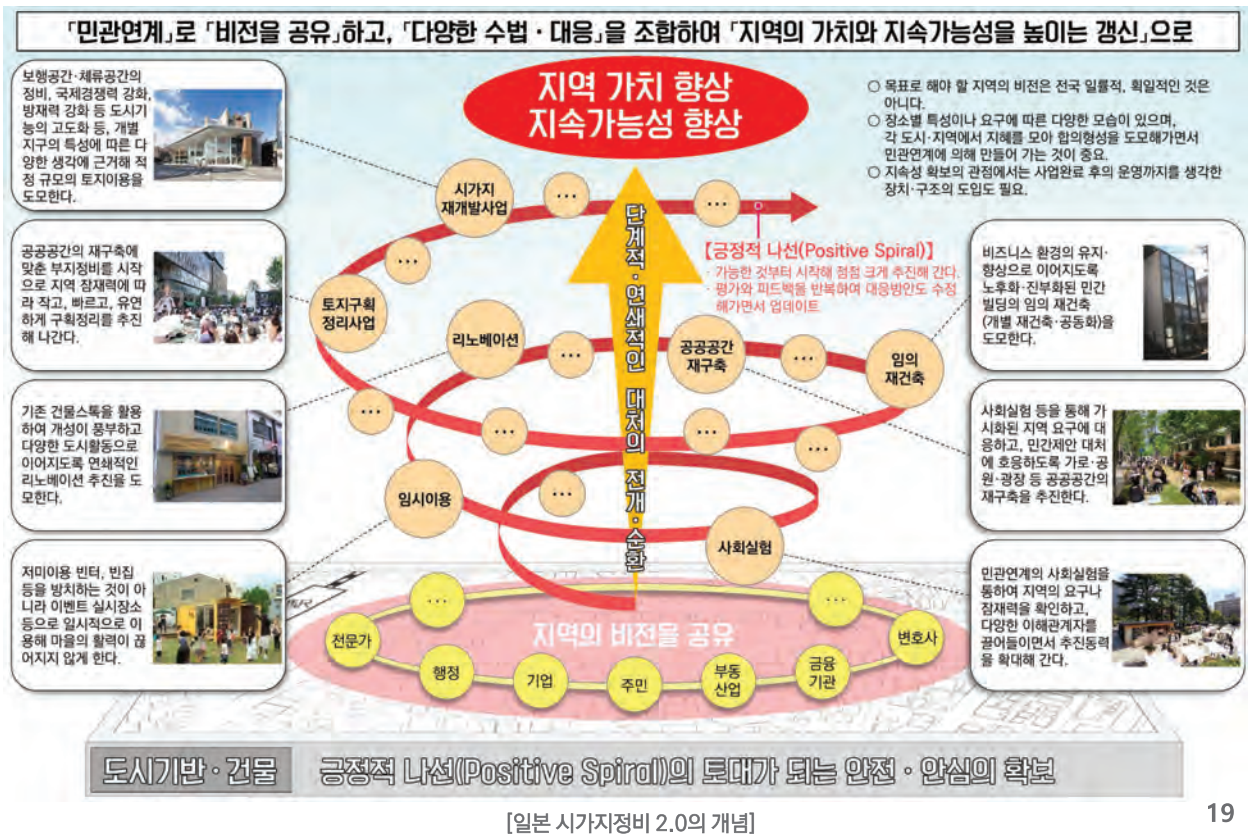 「민관연계」로 「비전을 공유」하고, 「다양한 수법 · 대응」을 조합하여 「지역의 가치와 지속가능성을 높이는 갱신」으로
보행공간·체류공간의
정비, 국제경쟁력 강화,
방재력 강화 등 도시기
능의 고도화 등, 개별
지구의 특성에 따른 다
양한 생각에 근거해 적
정 규모의 토지이용을
도모한다.
공공공간의 재구축에
맞춘 부지정비를 시작
으로 지역 잠재력에 따
라 작고, 빠르고, 유연
하게 구획정리를 추진
해 나간다.
기존 건물스톡을 활용
하여 개성이 풍부하고
다양한 도시활동으로
이어지도록 연쇄적인
리노베이션 추진을 도
모한다.
저미이용 빈터, 빈집
등을 방치하는 것이 아
니라 이벤트 실시장소
등으로 일시적으로 이
용해 마을의 활력이 끊
어지지 않게 한다.
지역 가치 향상
지속가능성 향상
○ 목표로 해야 할 지역의 비전은 전국 일률적, 획일적인 것은
아니다.
○ 장소별 특성이나 요구에 따른 다양한 모습이 있으며,
각 도시·지역에서 지혜를 모아 합의형성을 도모해가면서
민관연계에 의해 만들어 가는 것이 중요.
○ 지속성 확보의 관점에서는 사업완료 후의 운영까지를 생각한
장치·구조의 도입도 필요.
시가지
재개발사업
...
...
...
【긍정적 나선(Positive Spiral)】
· 가능한 것부터 시작해 점점 크게 추진해 간다.
· 평가와 피드백을 반복하여 대응방안도 수정
해가면서 업데이트
토지구획
정리사업
리노베이션
...
공공공간
재구축
...
임의
재건축
...
...
...
...
임시이용
...
사회실험
단계적·연쇄적인 대처의 전개·순환
비즈니스 환경의 유지·
향상으로 이어지도록
노후화·진부화된 민간
빌딩의 임의 재건축
(개별 재건축·공동화)을
도모한다.
사회실험 등을 통해 가
시화된 지역 요구에 대
응하고, 민간제안 대처
에 호응하도록 가로·공
원·광장 등 공공공간의
재구축을 추진한다.
민관연계의 사회실험을
통하여 지역의 요구나
잠재력을 확인하고,
다양한 이해관계자를
끌어들이면서 추진동력
을 확대해 간다.
...
...
지역의 비전을 공유
전문가
행정
기업
주민
부동
산업
금융
기관
변호사
도시기반 · 건물
긍정적 나선(Positive Spiral)의 토대가 되는 안전 · 안심의 확보
[일본 시가지정비 2.0의 개념]
19